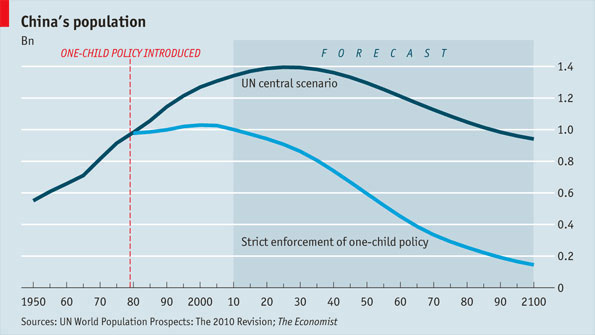 China's population
Bn
ONE-CHILD POLICY INTRODUCED
FORECAST
1.4
UN central scenario
1.2
1.0
0.8
0.6
0.4
Strict enforcement of one-child policy
0.2
0
1950 60 70 80 90 2000 10 20 30 40 50 60 70 80 90 2100
Sources: UN World Population Prospects: The 2010 Revision; The Economist